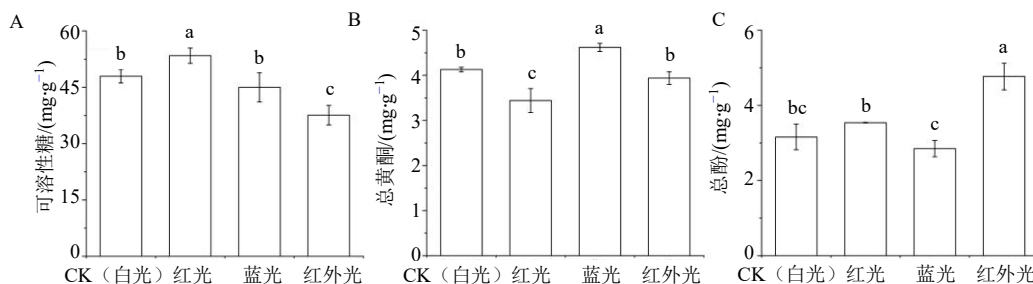 A
可溶性糖/(mg·g⁻¹)
60
45
30
15
0
b
a
b
c
CK（白光）
红光
蓝光
红外光
B
总黄酮/(mg·g⁻¹)
5
4
3
2
1
0
b
c
a
b
CK（白光）
红光
蓝光
红外光
C
总酚/(mg·g⁻¹)
6
4
2
0
bc
b
c
a
CK（白光）
红光
蓝光
红外光